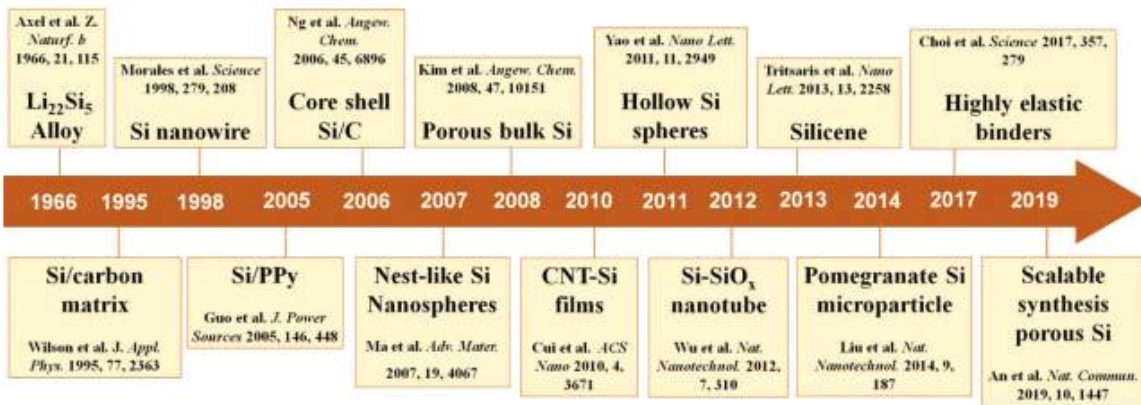 Axel et al. Z.
Naturf. b
1966, 21, 115
Li₂₂Si₅
Alloy
Morales et al. Science
1998, 279, 208
Si nanowire
Ng et al. Angew.
Chem.
2006, 45, 6896
Core shell
Si/C
Kim et al. Angew. Chem.
2008, 47, 10151
Porous bulk Si
Yao et al. Nano Lett.
2011, 11, 2949
Hollow Si
spheres
Tritsaris et al. Nano
Lett. 2013, 13, 2258
Silicene
Choi et al. Science 2017, 357,
279
Highly elastic
binders
1966 1995 1998 2005 2006 2007 2008 2010 2011 2012 2013 2014 2017 2019
Si/carbon
matrix
Wilson et al. J. Appl.
Phys. 1995, 77, 2363
Si/PPy
Guo et al. J. Power
Sources 2005, 146, 448
Nest-like Si
Nanospheres
Ma et al. Adv. Mater.
2007, 19, 4067
CNT-Si
films
Cui et al. ACS
Nano 2010, 4,
3671
Si-SiOₓ
nanotube
Wu et al. Nat.
Nanotechnol. 2012,
7, 310
Pomegranate Si
microparticle
Liu et al. Nat.
Nanotechnol. 2014, 9,
187
Scalable
synthesis
porous Si
An et al. Nat. Commun.
2019, 10, 1447